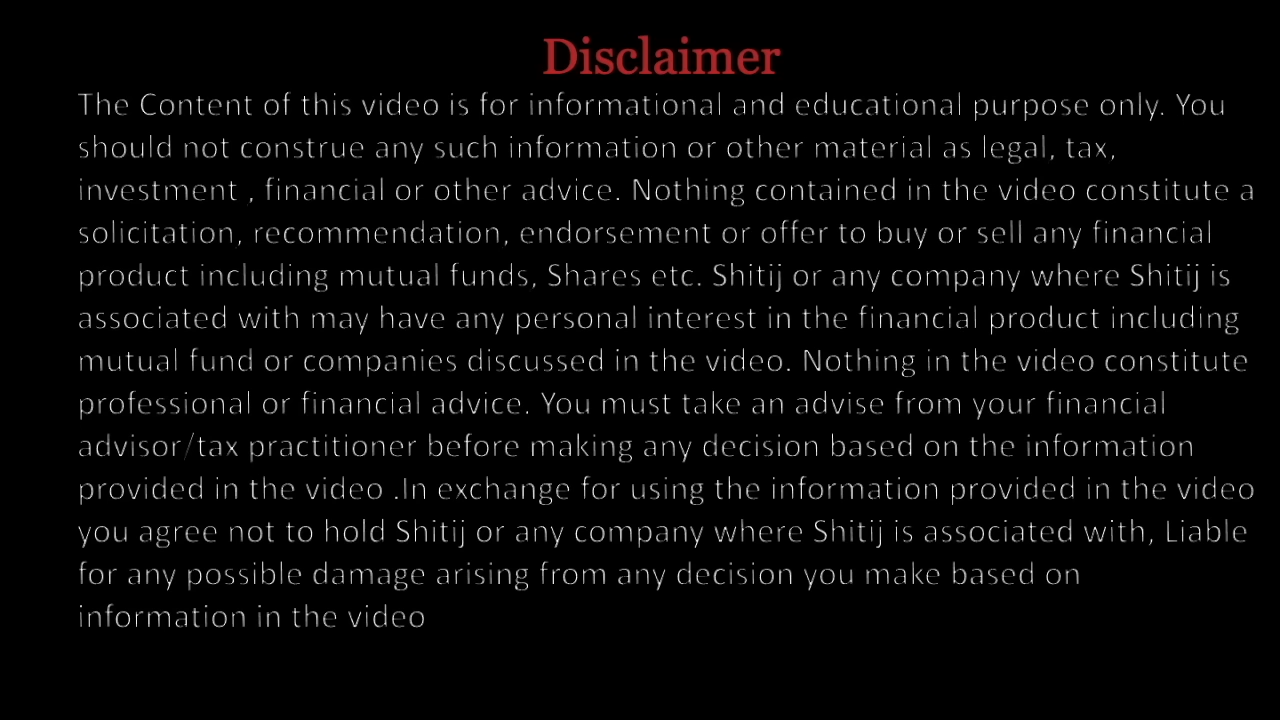 Disclaimer
The Content of this video is for informational and educational purpose only. You
should not construe any such information or other material as legal, tax,
investment , financial or other advice. Nothing contained in the video constitute a
solicitation, recommendation, endorsement or offer to buy or sell any financial
product including mutual funds, Shares etc. Shitij or any company where Shitij is
associated with may have any personal interest in the financial product including
mutual fund or companies discussed in the video. Nothing in the video constitute
professional or financial advice. You must take an advise from your financial
advisor/tax practitioner before making any decision based on the information
provided in the video .In exchange for using the information provided in the video
you agree not to hold Shitij or any company where Shitij is associated with, Liable
for any possible damage arising from any decision you make based on
information in the video